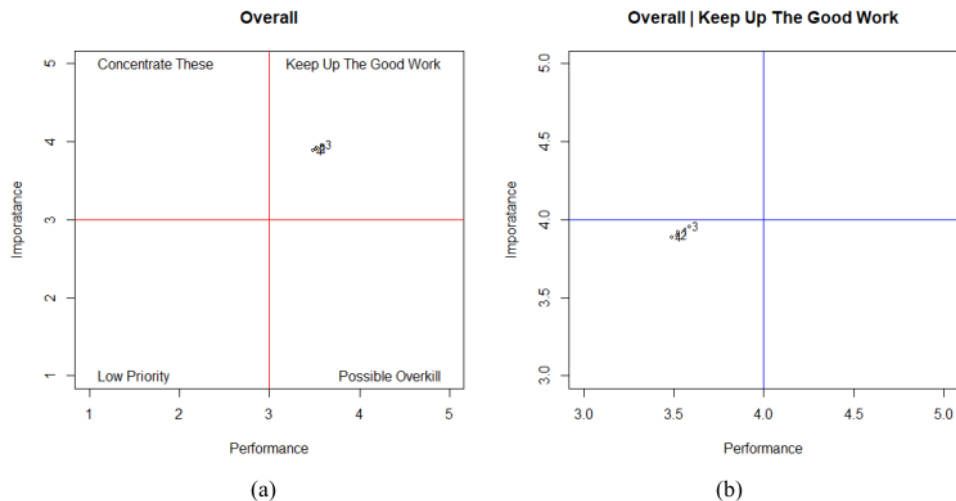 Overall
Concentrate These
Keep Up The Good Work
3
Low Priority
Possible Overkill
5
4
3
2
1
Imporatance
1 2 3 4 5
Performance
(a)
Overall | Keep Up The Good Work
3
5.0
4.5
4.0
3.5
3.0
Imporatance
3.0 3.5 4.0 4.5 5.0
Performance
(b)